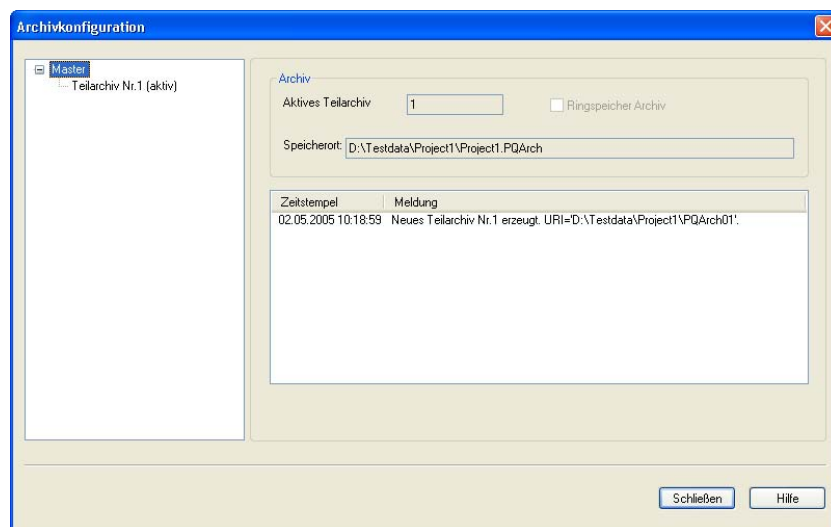 Archivkonfiguration
Master
Teilarchiv Nr.1 (aktiv)
Archiv
Aktives Teilarchiv 1 Ringspeicher Archiv
Speicherort: D:\Testdata\Project1\Project1.PQArch
Zeitstempel Meldung
02.05.2005 10:18:59 Neues Teilarchiv Nr.1 erzeugt. URI='D:\Testdata\Project1\PQArch01'.
Schließen Hilfe